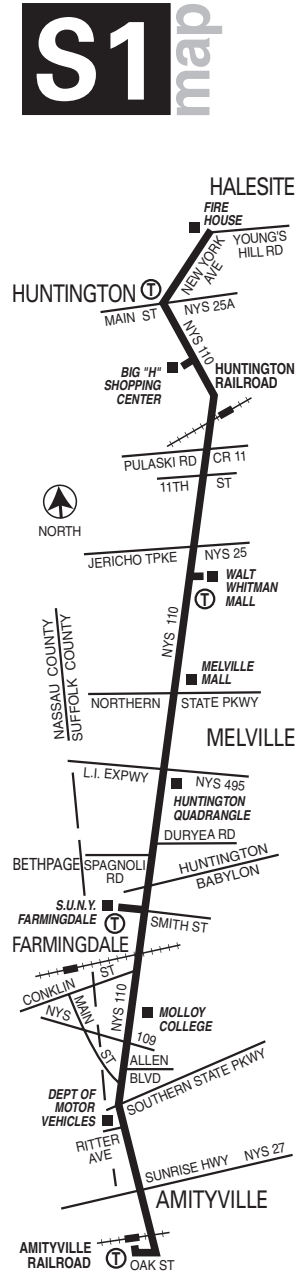 S1
map
HALESITE
FIRE
HOUSE
YOUNG'S
HILL RD
NEW YORK
AVE
HUNTINGTON T
MAIN ST
NYS 25A
NYS 110
BIG "H"
SHOPPING
CENTER
HUNTINGTON
RAILROAD
PULASKI RD
CR 11
11TH ST
NORTH
JERICHO TPKE
NYS 25
WALT
WHITMAN
MALL
T
NYS 110
NASSAU COUNTY
SUFFOLK COUNTY
MELVILLE
MALL
NORTHERN STATE PKWY
MELVILLE
L.I. EXPWY
NYS 495
HUNTINGTON
QUADRANGLE
DURYEA RD
BETHPAGE SPAGNOLI
RD
HUNTINGTON
BABYLON
S.U.N.Y.
FARMINGDALE
T
SMITH ST
FARMINGDALE
CONKLIN ST
MAIN ST
NYS 109
NYS 110
MOLLOY
COLLEGE
ALLEN
BLVD
SOUTHERN STATE PKWY
DEPT OF
MOTOR
VEHICLES
RITTER
AVE
SUNRISE HWY
NYS 27
AMITYVILLE
AMITYVILLE
RAILROAD
T
OAK ST